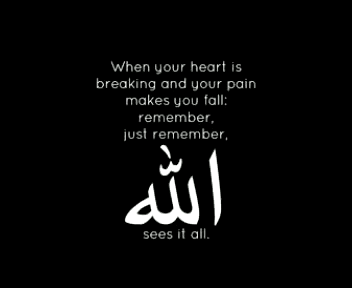 When your heart is
breaking and your pain
makes you fall:
remember,
just remember,
الله
sees it all.